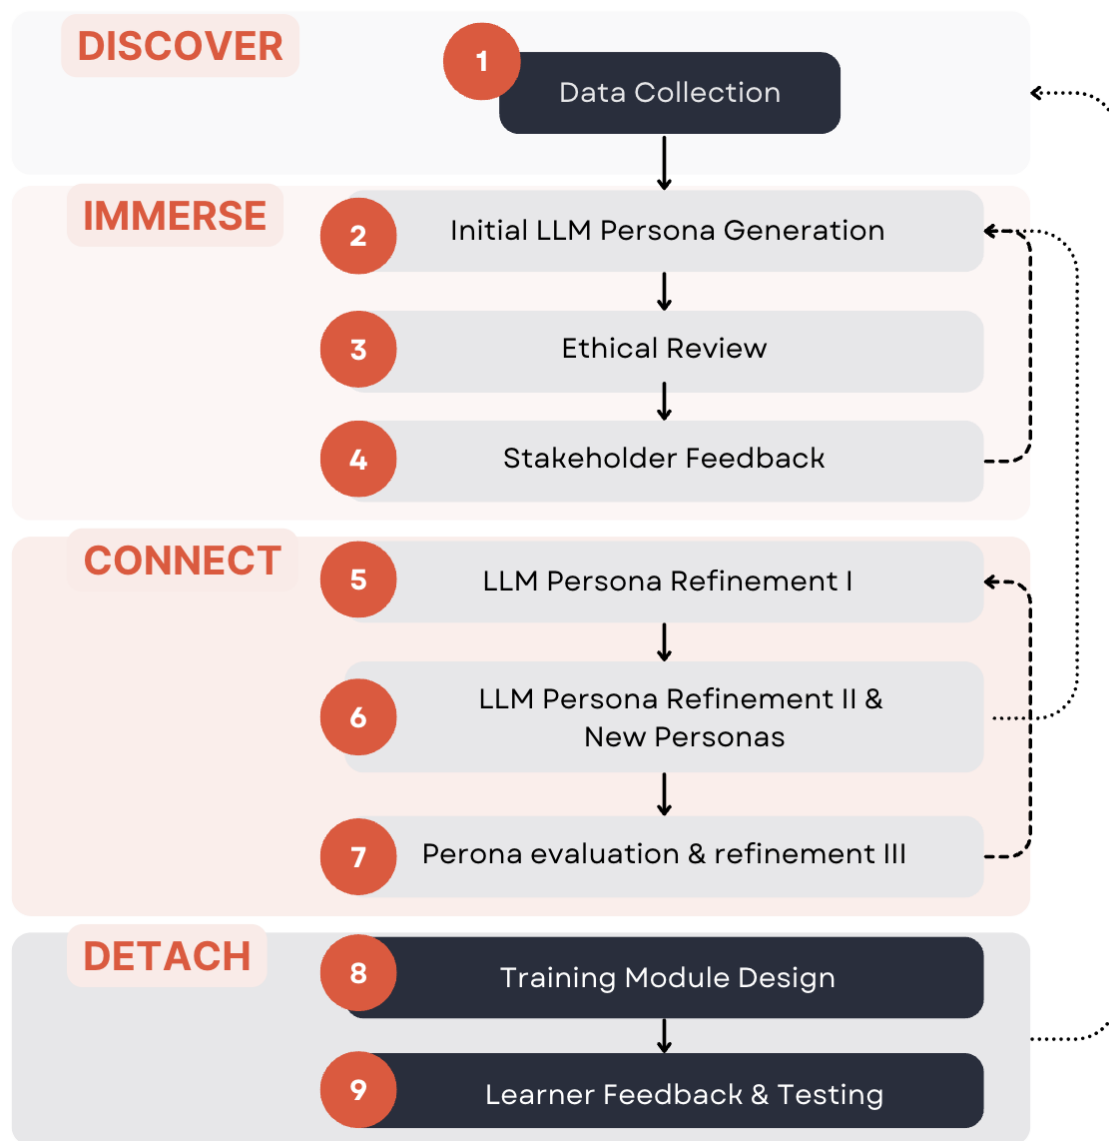 DISCOVER
1
Data Collection
IMMERSE
2
Initial LLM Persona Generation
3
Ethical Review
4
Stakeholder Feedback
CONNECT
5
LLM Persona Refinement I
6
LLM Persona Refinement II &
New Personas
7
Perona evaluation & refinement III
DETACH
8
Training Module Design
9
Learner Feedback & Testing